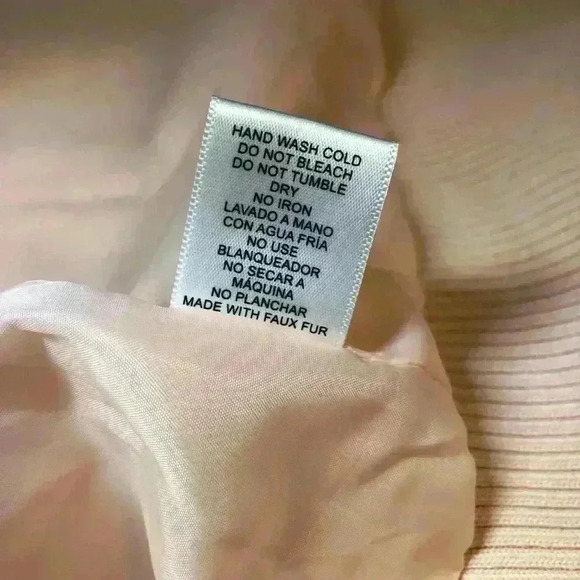 HAND WASH COLD
DO NOT BLEACH
DO NOT TUMBLE
DRY
NO IRON
LAVADO A MANO
CON AGUA FRÍA
NO USE
BLANQUEADOR
NO SECAR A
MÁQUINA
NO PLANCHAR
MADE WITH FAUX FUR